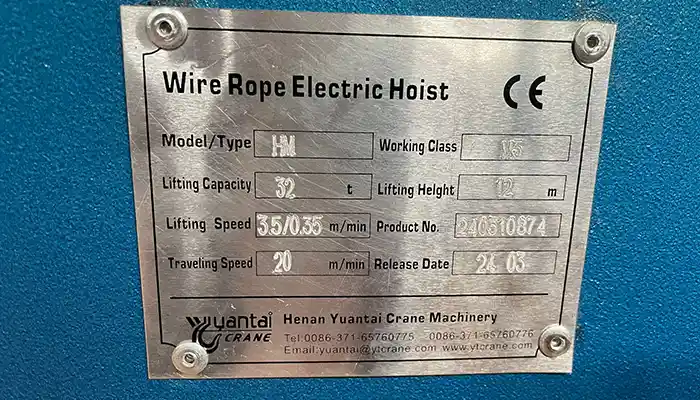 Wire Rope Electric Hoist CE
Model/Type HM Working Class M5
Lifting Capacity 32 t Lifting Height 12 m
Lifting Speed 3.5/0.35 m/min Product No. 240310874
Traveling Speed 20 m/min Release Date 24 03
yuantai CRANE
Henan Yuantai Crane Machinery
Tel:0086-371-65760775 0086-371-65760776
Email:yuantai@ytcrane.com www.ytcrane.com